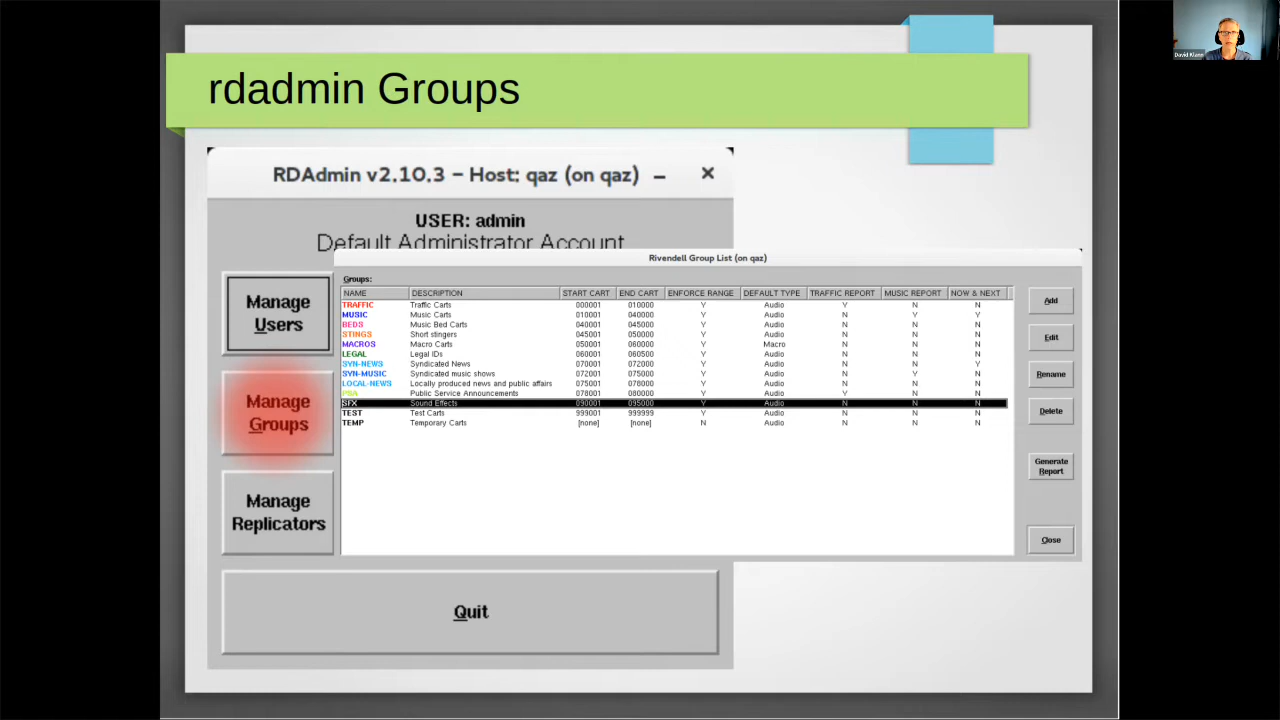 David Klann
rdadmin Groups
RDAdmin v2.10.3 – Host: qaz (on qaz)
USER: admin
Default Administrator Account
Manage
Users
Manage
Groups
Manage
Replicators
Quit
Rivendell Group List (on qaz)
Groups:
NAME DESCRIPTION START CART END CART ENFORCE RANGE DEFAULT TYPE TRAFFIC REPORT MUSIC REPORT NOW & NEXT
TRAFFIC Traffic Carts 000001 010000 Y Audio Y N N
MUSIC Music Carts 010001 040000 Y Audio N Y Y
BEDS Music Bed Carts 040001 045000 Y Audio N N N
STINGS Short stingers 045001 050000 Y Audio N N N
MACROS Macro Carts 050001 060000 Y Macro N N N
LEGAL Legal IDs 060001 060500 Y Audio N N N
SYN-NEWS Syndicated News 070001 072000 Y Audio N N Y
SYN-MUSIC Syndicated music shows 072001 075000 Y Audio N Y N
LOCAL-NEWS Locally produced news and public affairs 075001 078000 Y Audio N N N
PSA Public Service Announcements 078001 080000 Y Audio Y N N
SFX Sound Effects 090001 095000 Y Audio N N N
TEST Test Carts 999001 999999 Y Audio N N N
TEMP Temporary Carts [none] [none] N Audio N N N
Add
Edit
Rename
Delete
Generate
Report
Close